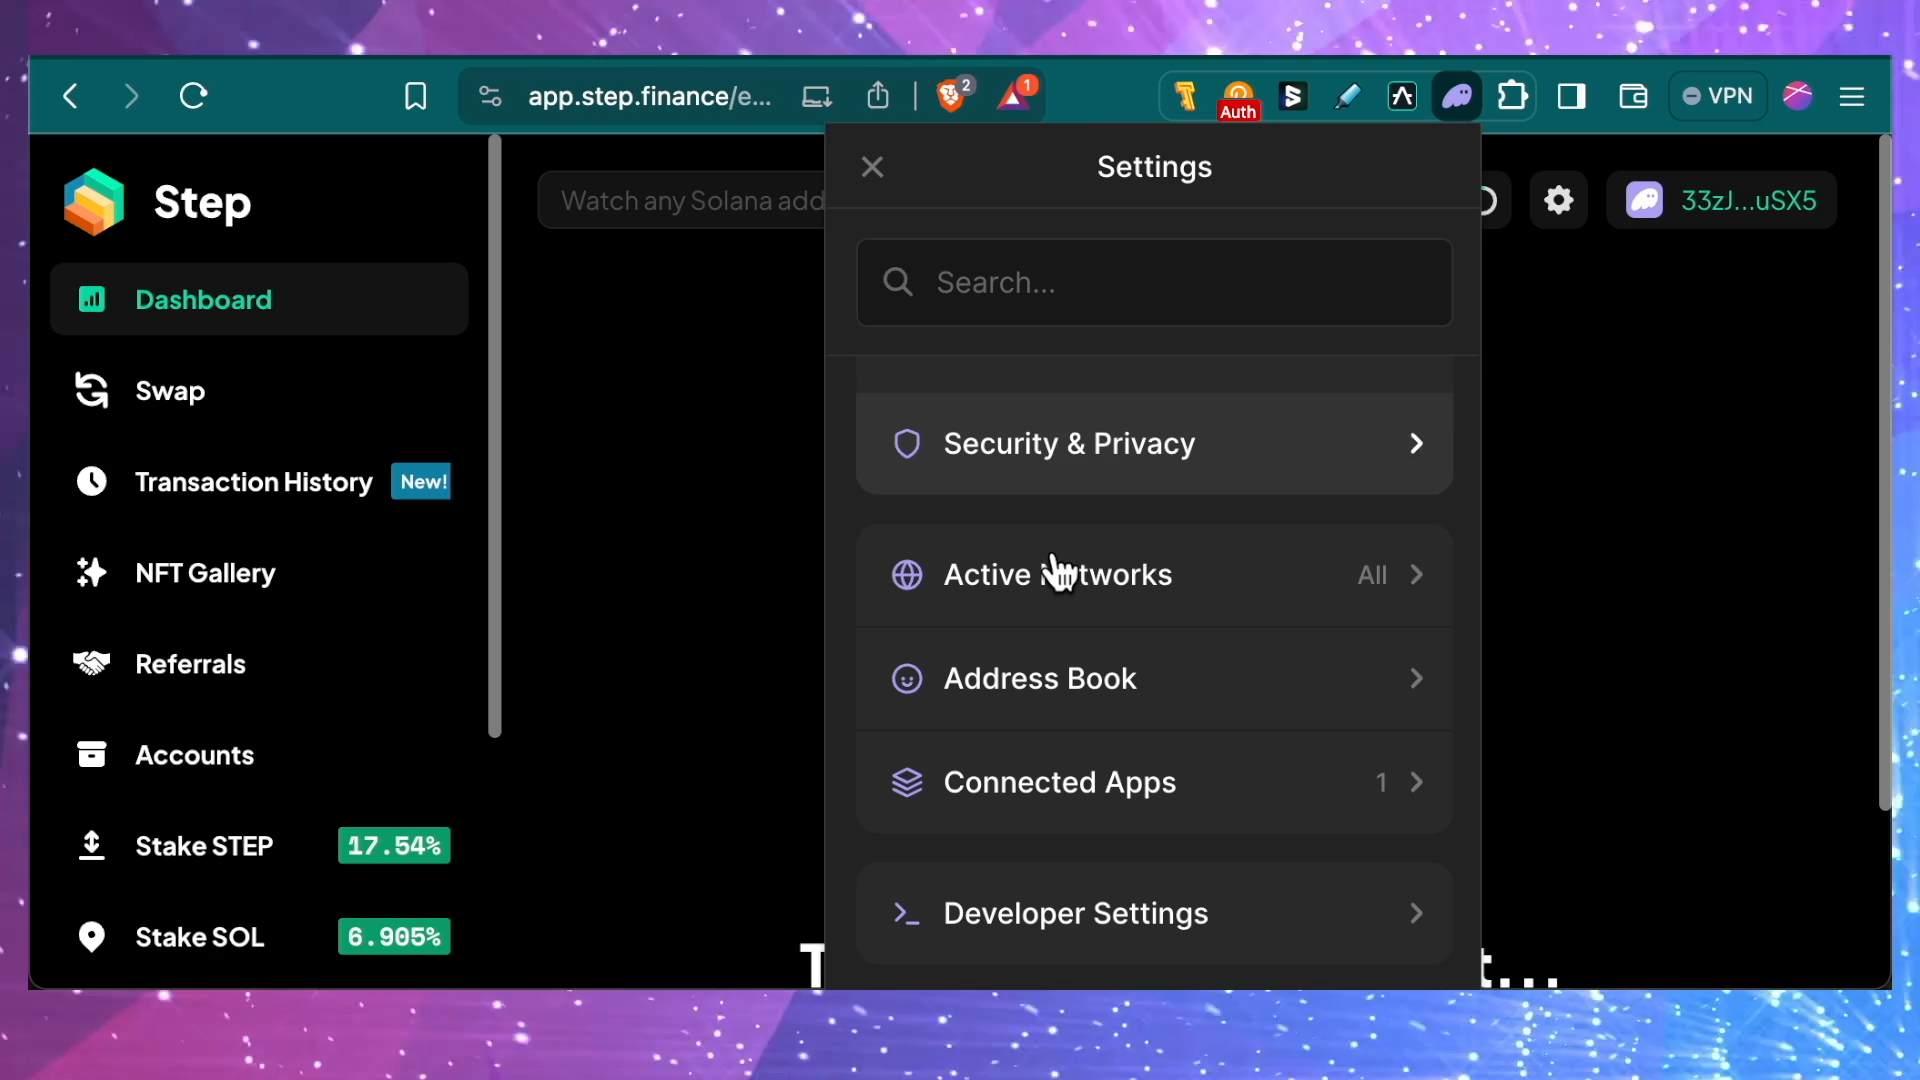 app.step.finance/e...
2
1
Auth
VPN
Step
Watch any Solana add
33zJ...uSX5
Dashboard
Swap
Transaction History New!
NFT Gallery
Referrals
Accounts
Stake STEP 17.54%
Stake SOL 6.905%
Settings
Search...
Security & Privacy
Active
All
Address Book
Connected Apps 1
Developer Settings
T
t...